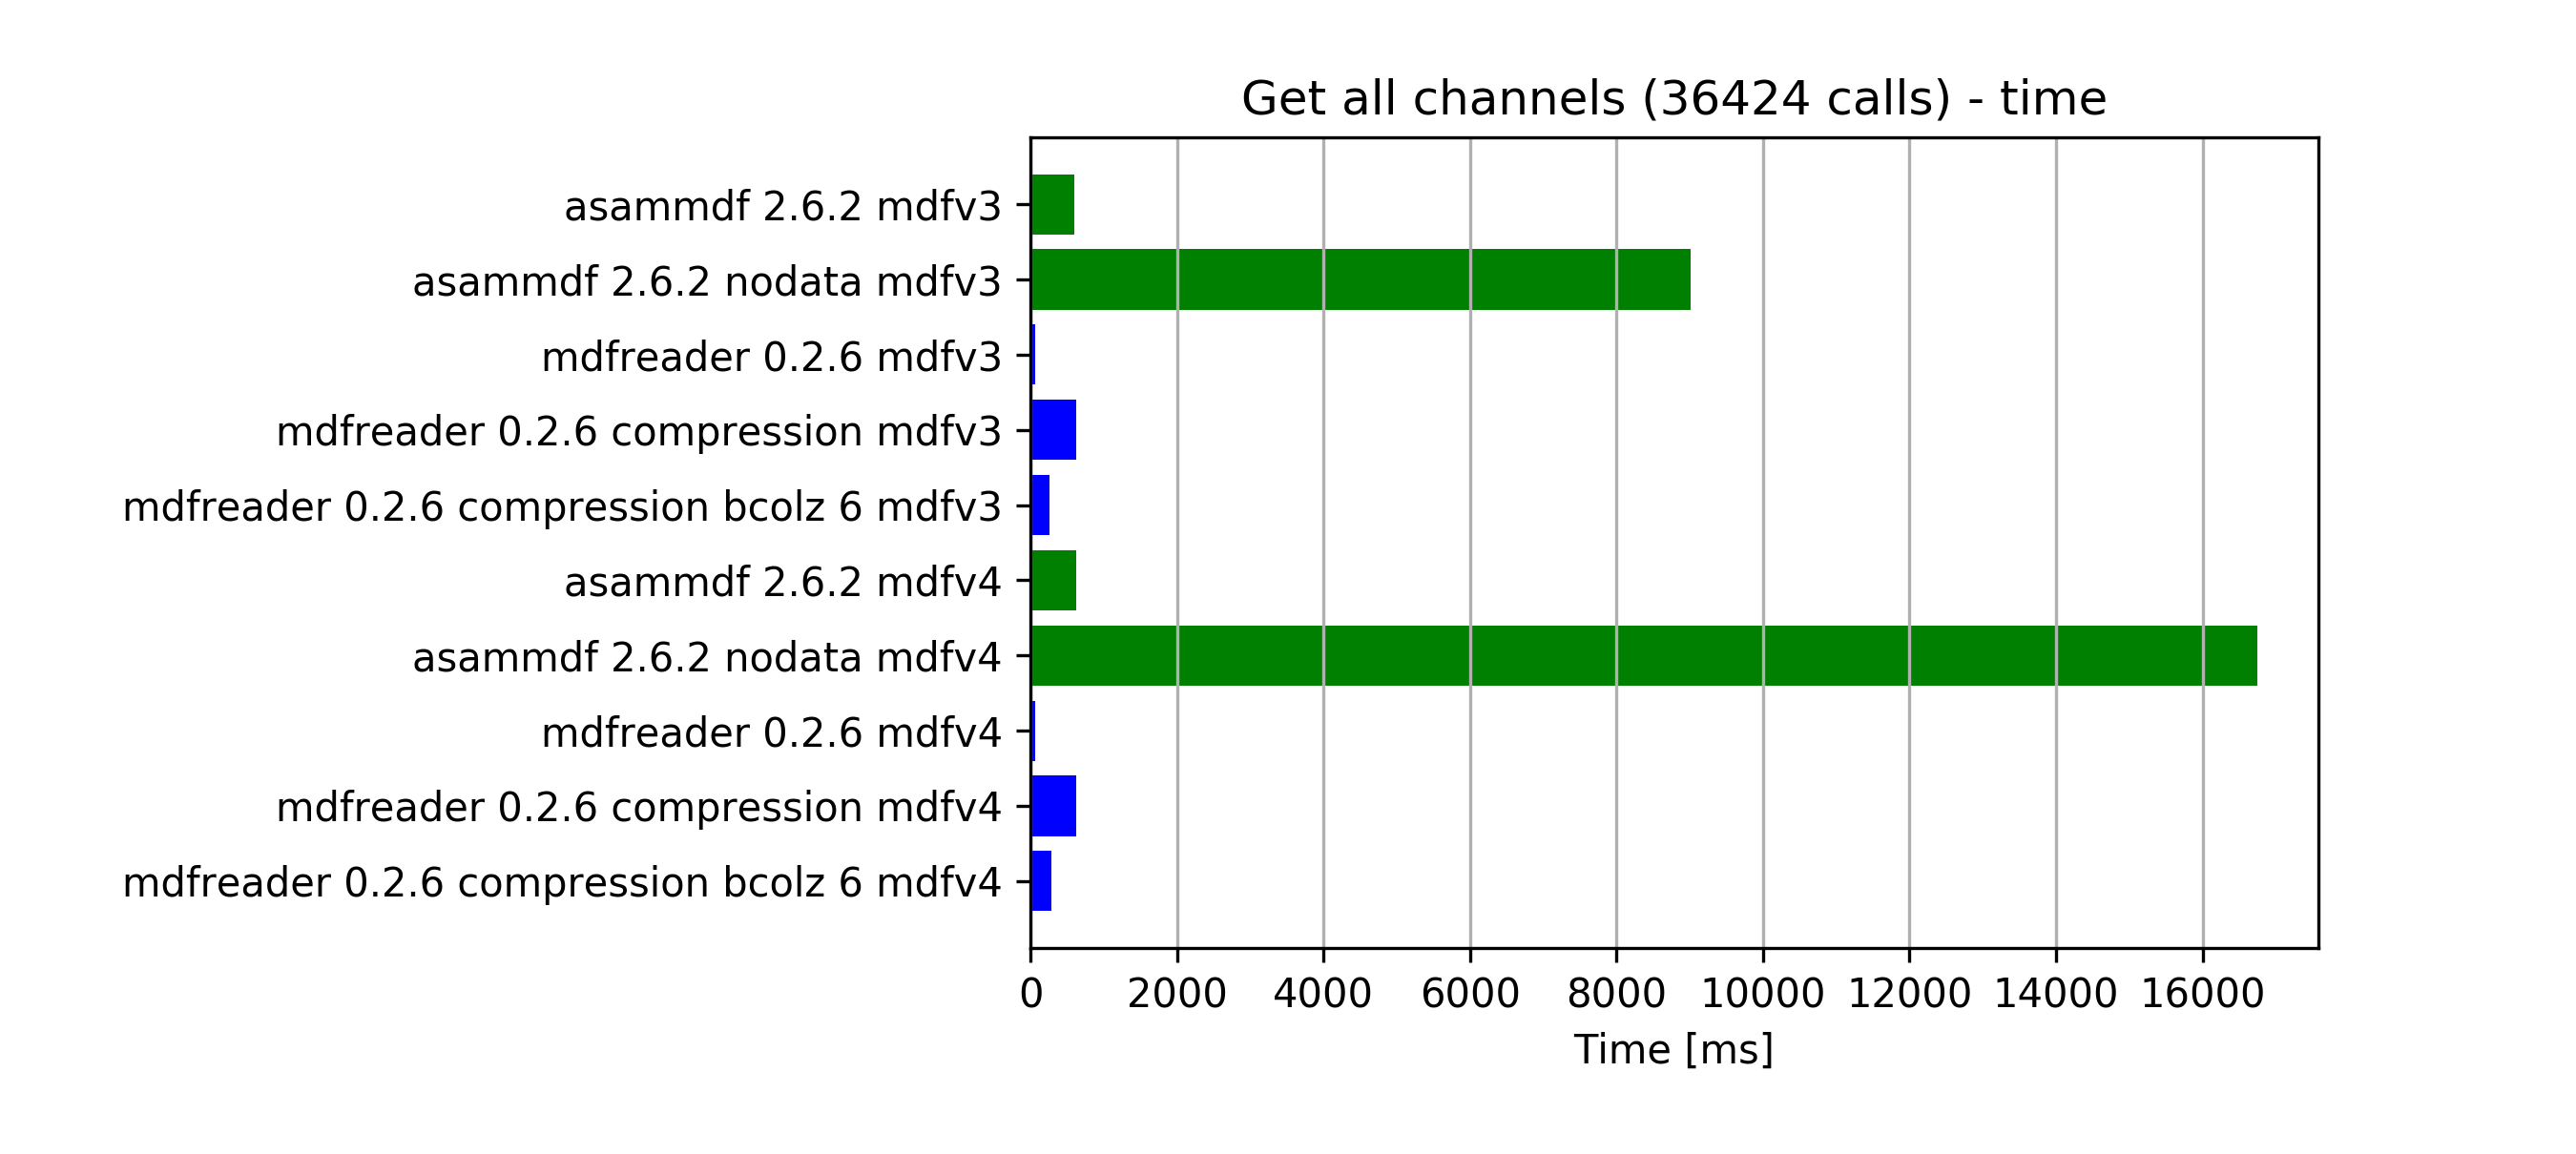 Get all channels (36424 calls) - time
asammdf 2.6.2 mdfv3
asammdf 2.6.2 nodata mdfv3
mdfreader 0.2.6 mdfv3
mdfreader 0.2.6 compression mdfv3
mdfreader 0.2.6 compression bcolz 6 mdfv3
asammdf 2.6.2 mdfv4
asammdf 2.6.2 nodata mdfv4
mdfreader 0.2.6 mdfv4
mdfreader 0.2.6 compression mdfv4
mdfreader 0.2.6 compression bcolz 6 mdfv4
0 2000 4000 6000 8000 10000 12000 14000 16000
Time [ms]